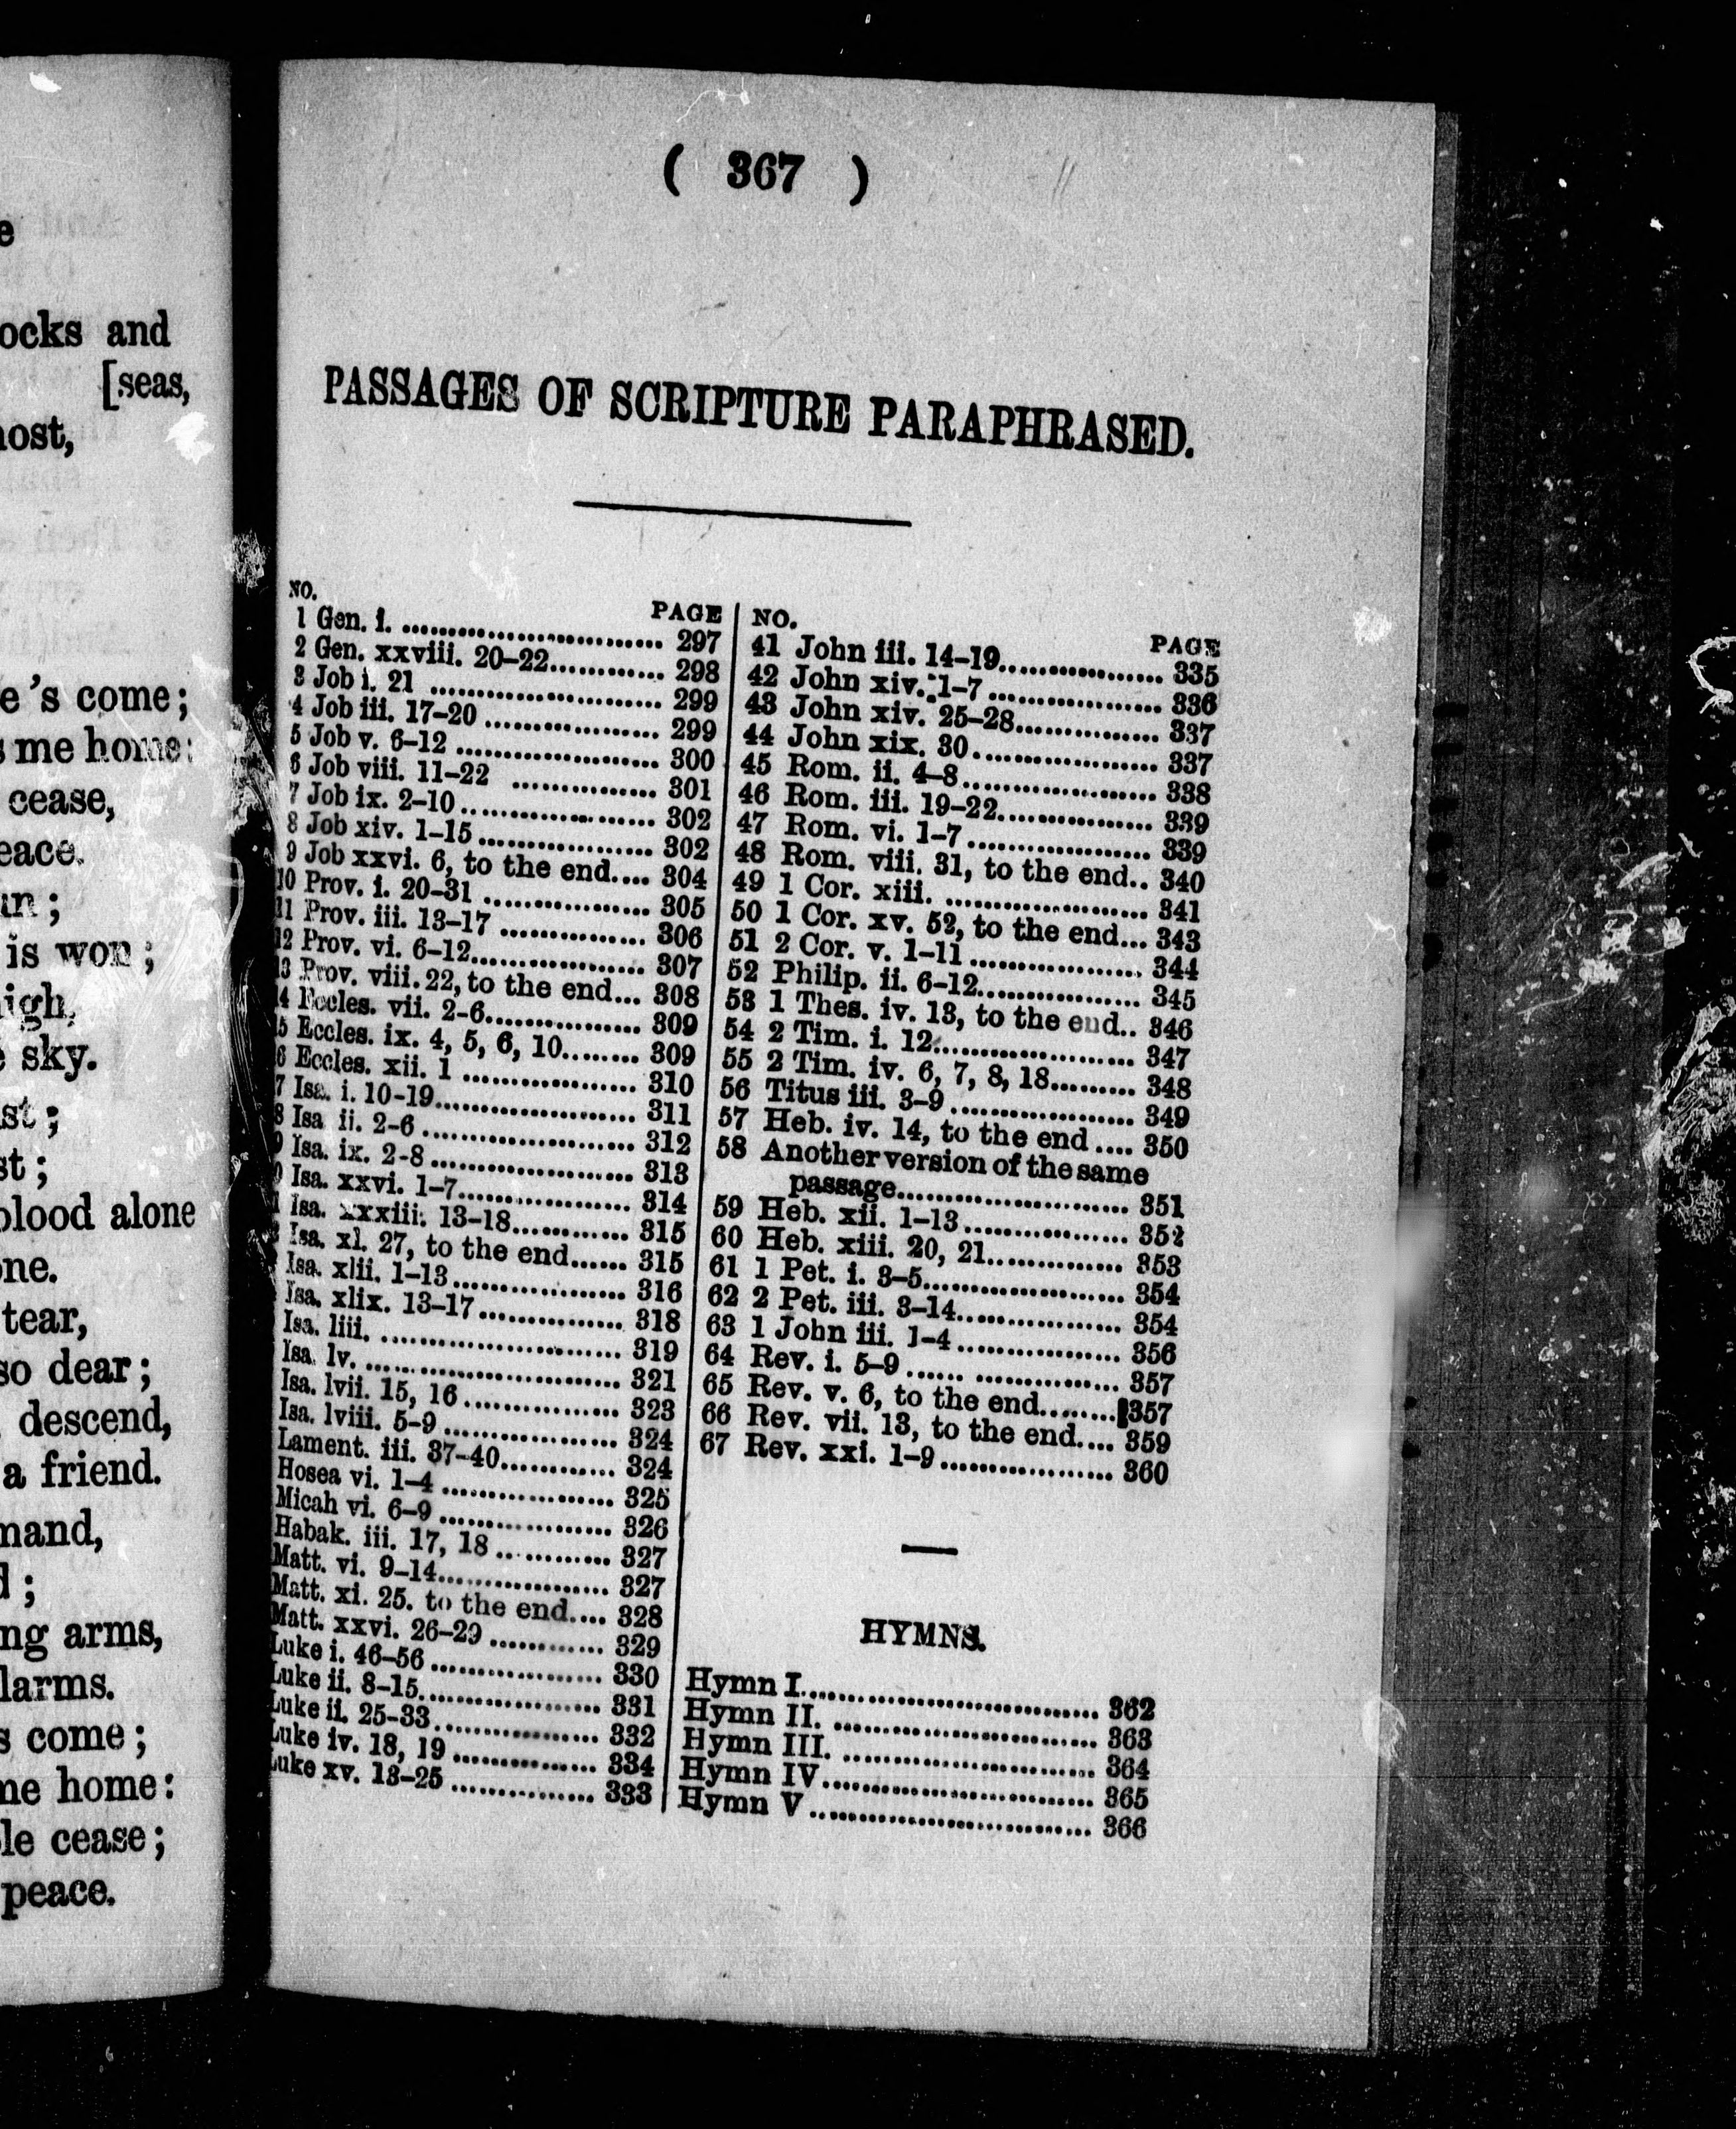 e
ocks and
[seas,
ost,
e 's come;
s me home:
cease,
eace.
un;
is won;
igh,
e sky.
st;
st;
blood alone
one.
tear,
so dear;
descend,
a friend.
mand,
d;
ng arms,
larms.
s come;
me home:
le cease;
peace.
( 367 )
PASSAGES OF SCRIPTURE PARAPHRASED.
NO. PAGE
1 Gen. i. ............................ 297
2 Gen. xxviii. 20-22............ 298
3 Job i. 21 ........................ 299
4 Job iii. 17-20 .................. 299
5 Job v. 6-12 ..................... 300
6 Job viii. 11-22 ............... 301
7 Job ix. 2-10..................... 302
8 Job xiv. 1-15................... 302
9 Job xxvi. 6, to the end.... 304
10 Prov. i. 20-31 .................. 305
11 Prov. iii. 13-17 ............... 306
12 Prov. vi. 6-12................... 307
13 Prov. viii. 22, to the end... 308
14 Eccles. vii. 2-6................. 309
15 Eccles. ix. 4, 5, 6, 10........ 309
6 Eccles. xii. 1 ................... 310
7 Isa. i. 10-19...................... 311
8 Isa ii. 2-6 ....................... 312
9 Isa. ix. 2-8...................... 313
0 Isa. xxvi. 1-7................... 314
1 Isa. xxxiii. 13-18............. 315
Isa. xl. 27, to the end...... 315
Isa. xlii. 1-13................... 316
Isa. xlix. 13-17................ 318
Isa. liii. .......................... 319
Isa. lv. ............................ 321
Isa. lvii. 15, 16................. 323
Isa. lviii. 5-9................... 324
Lament. iii. 37-40............ 324
Hosea vi. 1-4 ................... 325
Micah vi. 6-9 ................... 326
Habak. iii. 17, 18 ............ 327
Matt. vi. 9-14................... 327
Matt. xi. 25. to the end.... 328
Matt. xxvi. 26-29 ............ 329
Luke i. 46-56 ................... 330
Luke ii. 8-15.................... 331
Luke ii. 25-33.................. 332
Luke iv. 18, 19 ................ 334
Luke xv. 13-25 ................ 333
NO. PAGE
41 John iii. 14-19.................. 335
42 John xiv. 1-7................... 336
43 John xiv. 25-28............... 337
44 John xix. 30.................... 337
45 Rom. ii. 4-8..................... 338
46 Rom. iii. 19-22................. 339
47 Rom. vi. 1-7.................... 339
48 Rom. viii. 31, to the end.. 340
49 1 Cor. xiii. ...................... 341
50 1 Cor. xv. 52, to the end... 343
51 2 Cor. v. 1-11................... 344
52 Philip. ii. 6-12................. 345
53 1 Thes. iv. 13, to the end.. 346
54 2 Tim. i. 12...................... 347
55 2 Tim. iv. 6, 7, 8, 18......... 348
56 Titus iii. 3-9 .................... 349
57 Heb. iv. 14, to the end .... 350
58 Another version of the same
passage......................... 351
59 Heb. xii. 1-13.................. 352
60 Heb. xiii. 20, 21............... 353
61 1 Pet. i. 3-5...................... 354
62 2 Pet. iii. 3-14.................. 354
63 1 John iii. 1-4.................. 356
64 Rev. i. 5-9 ...... ................ 357
65 Rev. v. 6, to the end......... 357
66 Rev. vii. 13, to the end.... 359
67 Rev. xxi. 1-9................... 360
HYMNS.
Hymn I................................. 362
Hymn II. .............................. 363
Hymn III. ............................. 364
Hymn IV............................... 365
Hymn V................................ 366